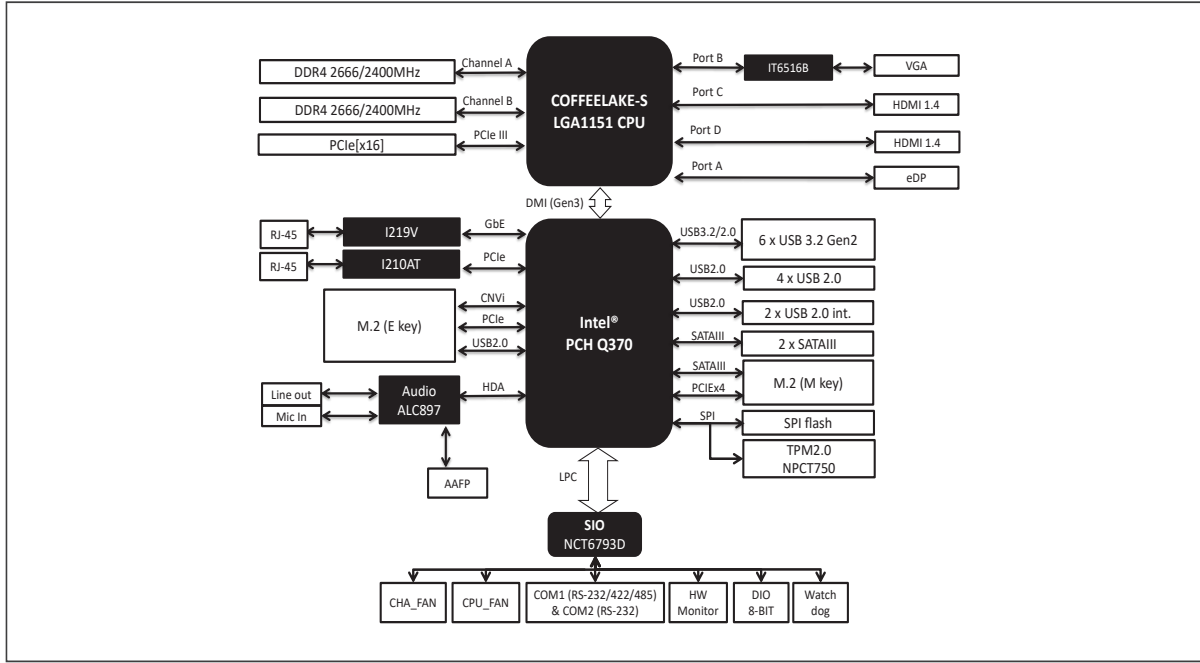 DDR4 2666/2400MHz
Channel A
DDR4 2666/2400MHz
Channel B
PCIe[x16]
PCIe III
COFFEELAKE-S
LGA1151 CPU
Port B
IT6516B
VGA
Port C
HDMI 1.4
Port D
HDMI 1.4
Port A
eDP
DMI (Gen3)
RJ-45
I219V
GbE
RJ-45
I210AT
PCIe
M.2 (E key)
CNVi
PCIe
USB2.0
Line out
Mic In
Audio
ALC897
HDA
AAFP
Intel®
PCH Q370
USB3.2/2.0
6 x USB 3.2 Gen2
USB2.0
4 x USB 2.0
USB2.0
2 x USB 2.0 int.
SATAIII
2 x SATAIII
SATAIII
PCIEx4
M.2 (M key)
SPI
SPI flash
TPM2.0
NPCT750
LPC
SIO
NCT6793D
CHA_FAN
CPU_FAN
COM1 (RS-232/422/485)
& COM2 (RS-232)
HW
Monitor
DIO
8-BIT
Watch
dog